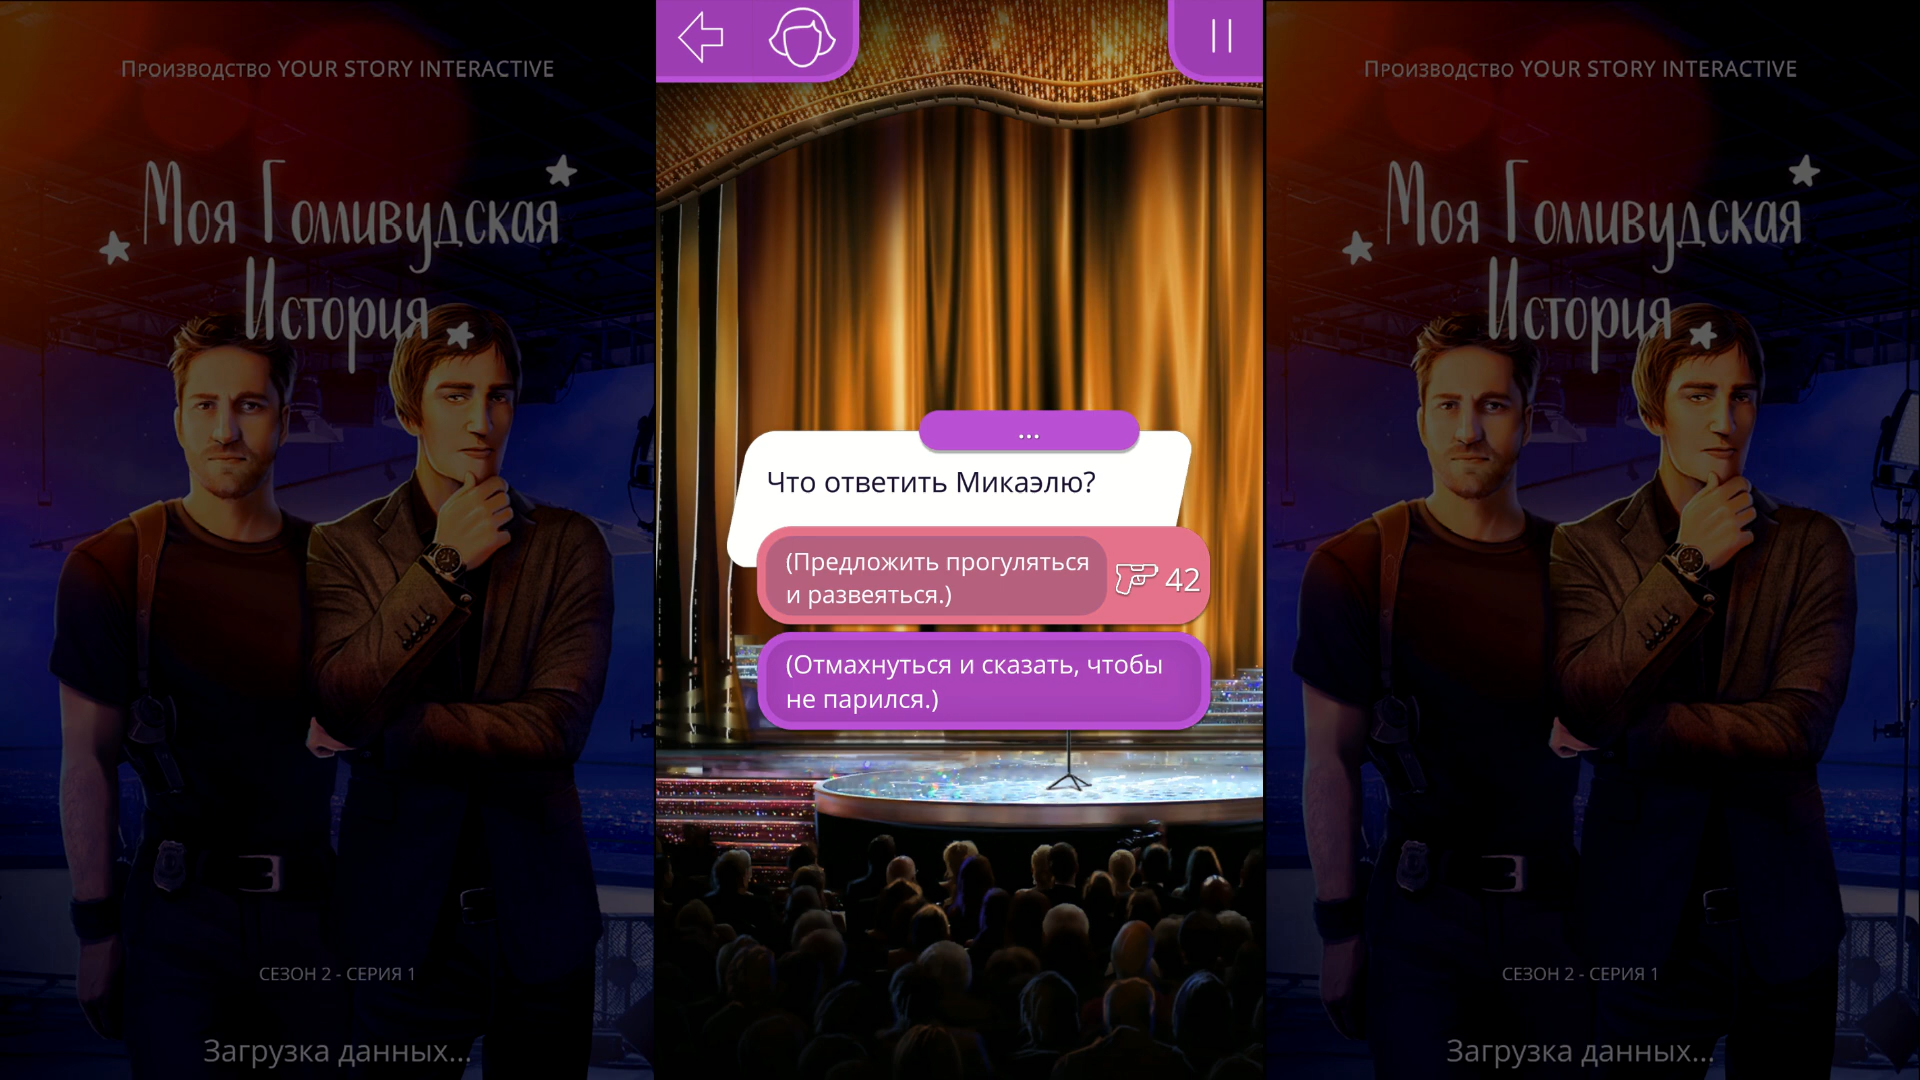 Производство YOUR STORY INTERACTIVE
Моя Голливудская
История
СЕЗОН 2 - СЕРИЯ 1
Загрузка данных...
...
Что ответить Микаэлю?
(Предложить прогуляться
и развеяться.)
42
(Отмахнуться и сказать, чтобы
не парился.)
Производство YOUR STORY INTERACTIVE
Моя Голливудская
История
СЕЗОН 2 - СЕРИЯ 1
Загрузка данных...